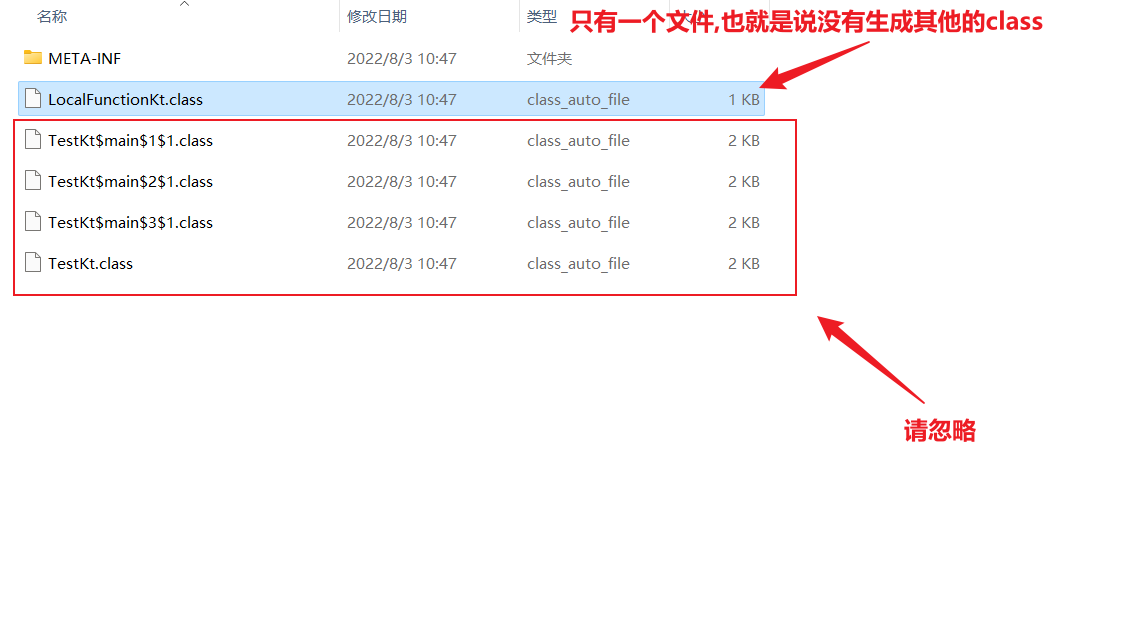 名称 修改日期 类型
只有一个文件,也就是说没有生成其他的class
META-INF 2022/8/3 10:47 文件夹
LocalFunctionKt.class 2022/8/3 10:47 class_auto_file 1 KB
TestKt$main$1$1.class 2022/8/3 10:47 class_auto_file 2 KB
TestKt$main$2$1.class 2022/8/3 10:47 class_auto_file 2 KB
TestKt$main$3$1.class 2022/8/3 10:47 class_auto_file 2 KB
TestKt.class 2022/8/3 10:47 class_auto_file 2 KB
请忽略